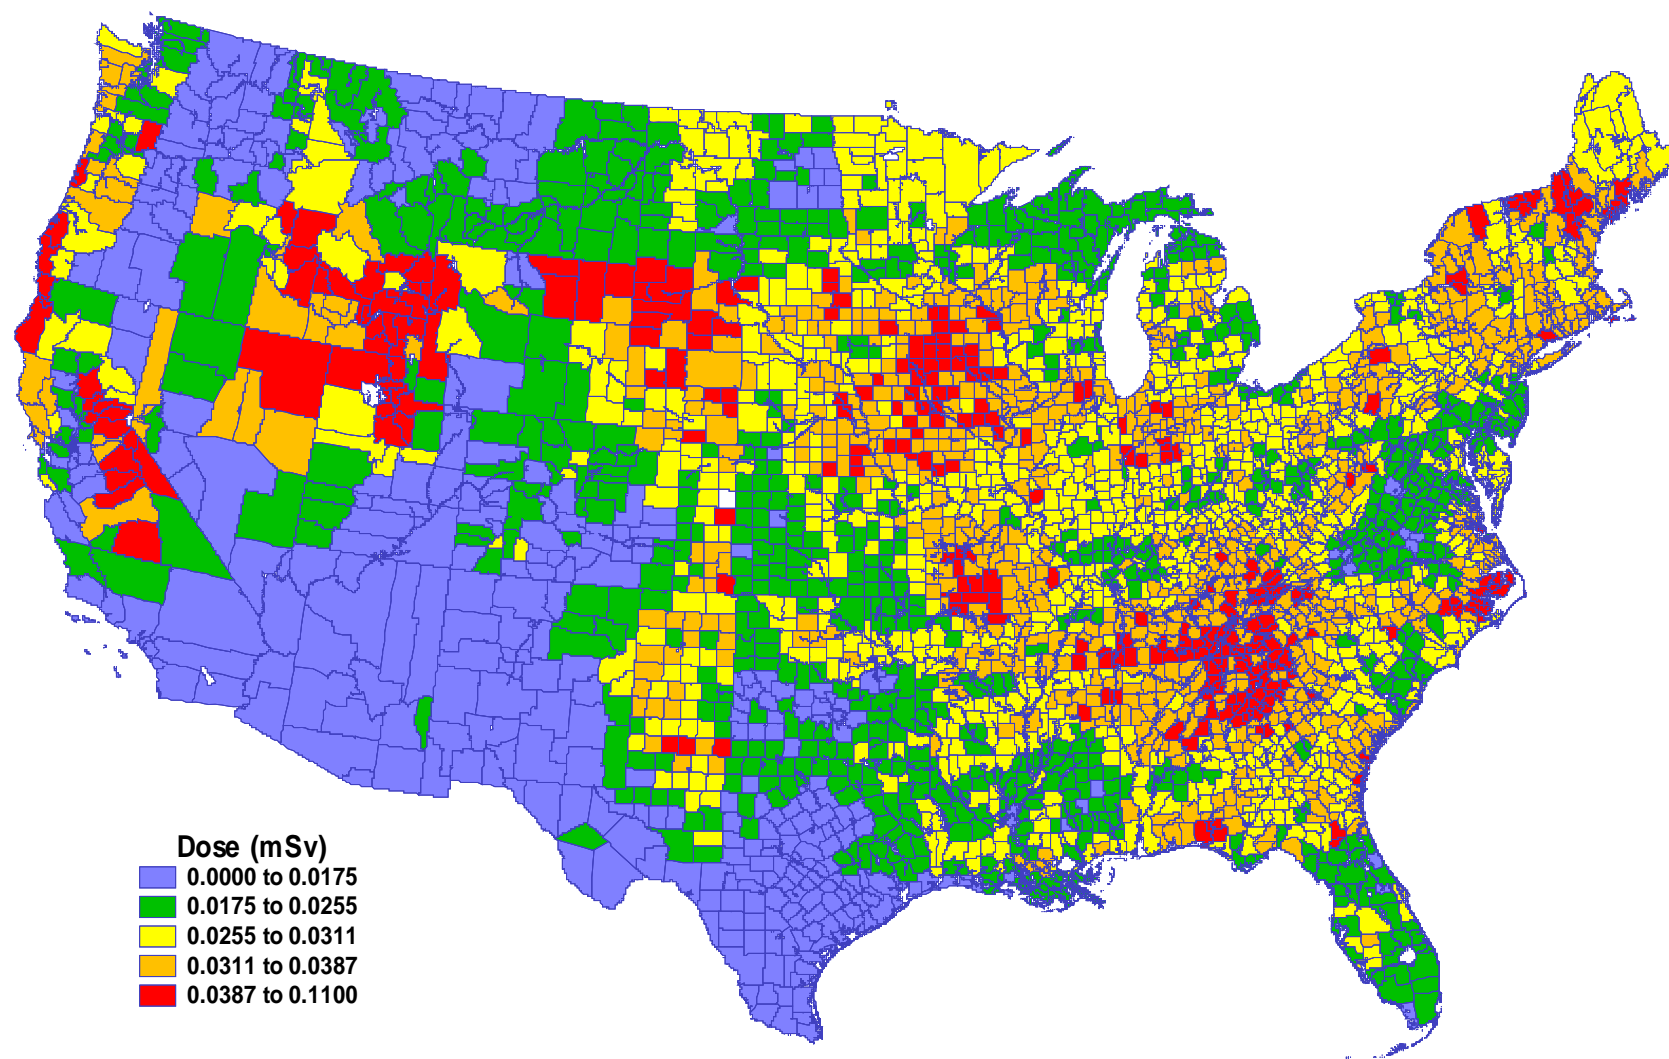 Dose (mSv)
0.0000 to 0.0175
0.0175 to 0.0255
0.0255 to 0.0311
0.0311 to 0.0387
0.0387 to 0.1100